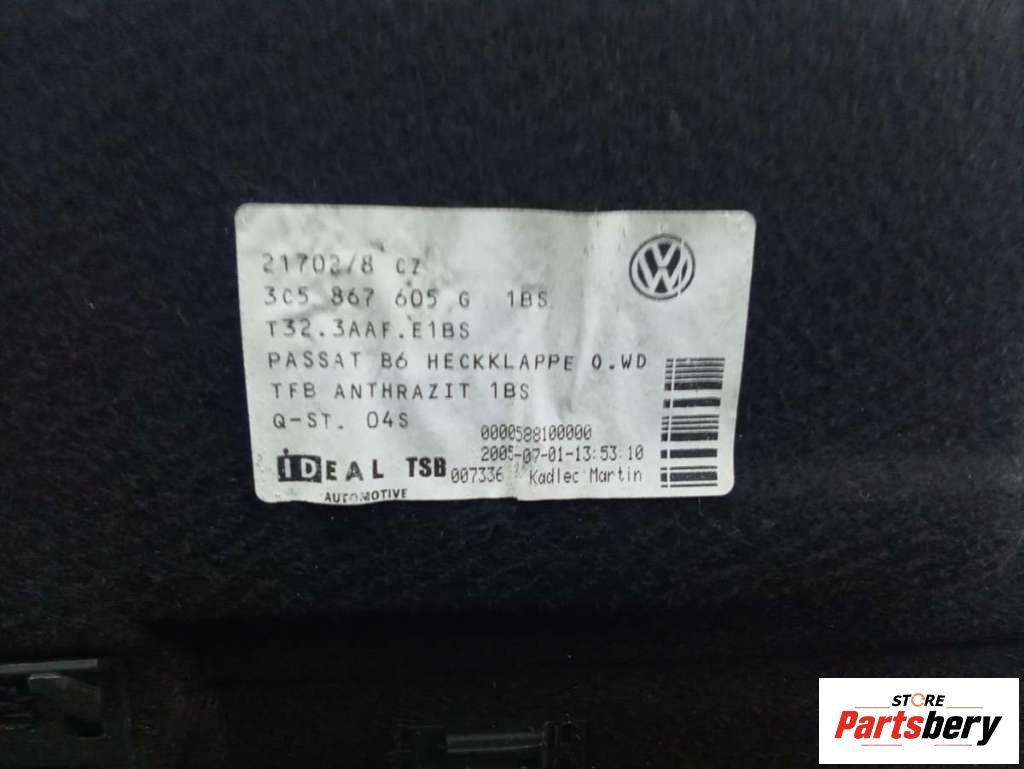 21702/8 CZ
3C5 867 605 G 1BS
T32.3AAF.E1BS
PASSAT B6 HECKKLAPPE O.WD
TFB ANTHRAZIT 1BS
Q-ST. 04S
0000588100000
2005-07-01-13:53:10
iDEAL TSB 007336 Kadlec Martin
AUTOMOTIVE
STORE
Partsbery